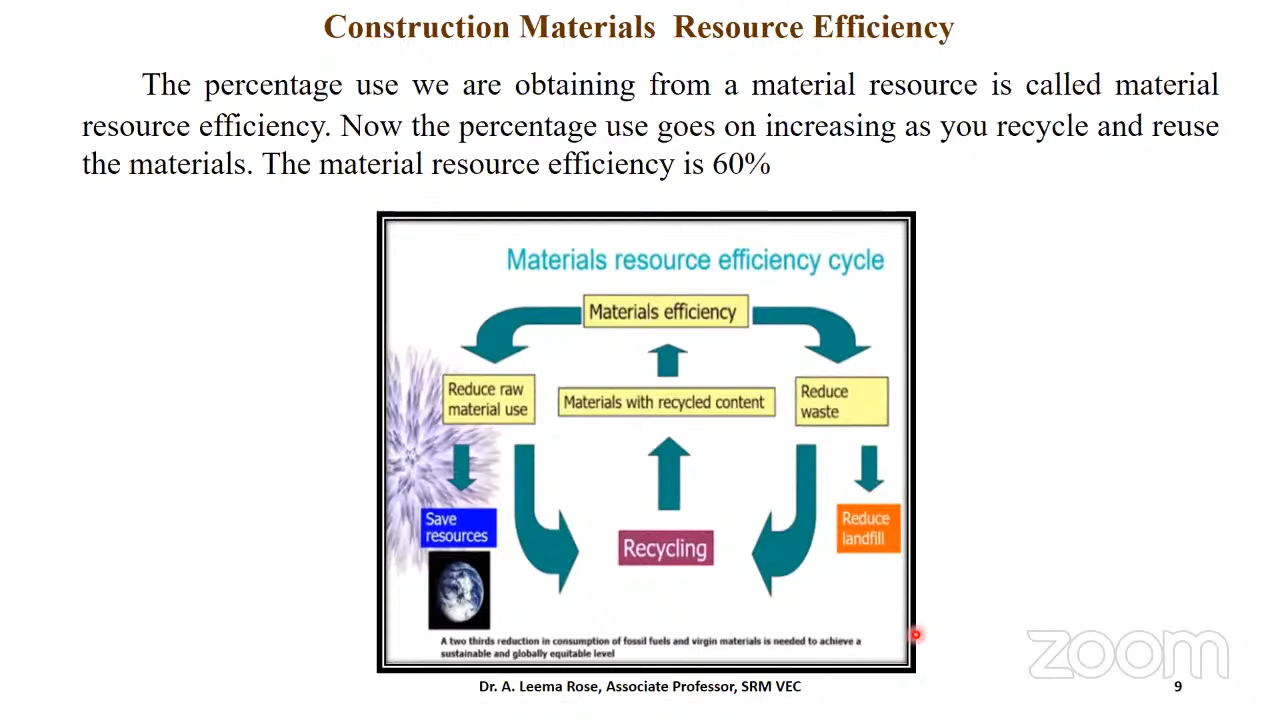 Construction Materials  Resource Efficiency
The percentage use we are obtaining from a material resource is called material
resource efficiency. Now the percentage use goes on increasing as you recycle and reuse
the materials. The material resource efficiency is 60%
Materials resource efficiency cycle
Materials efficiency
Reduce raw
material use
Materials with recycled content
Reduce
waste
Save
resources
Recycling
Reduce
landfill
A two thirds reduction in consumption of fossil fuels and virgin materials is needed to achieve a
sustainable and globally equitable level
zoom
Dr. A. Leema Rose, Associate Professor, SRM VEC
9